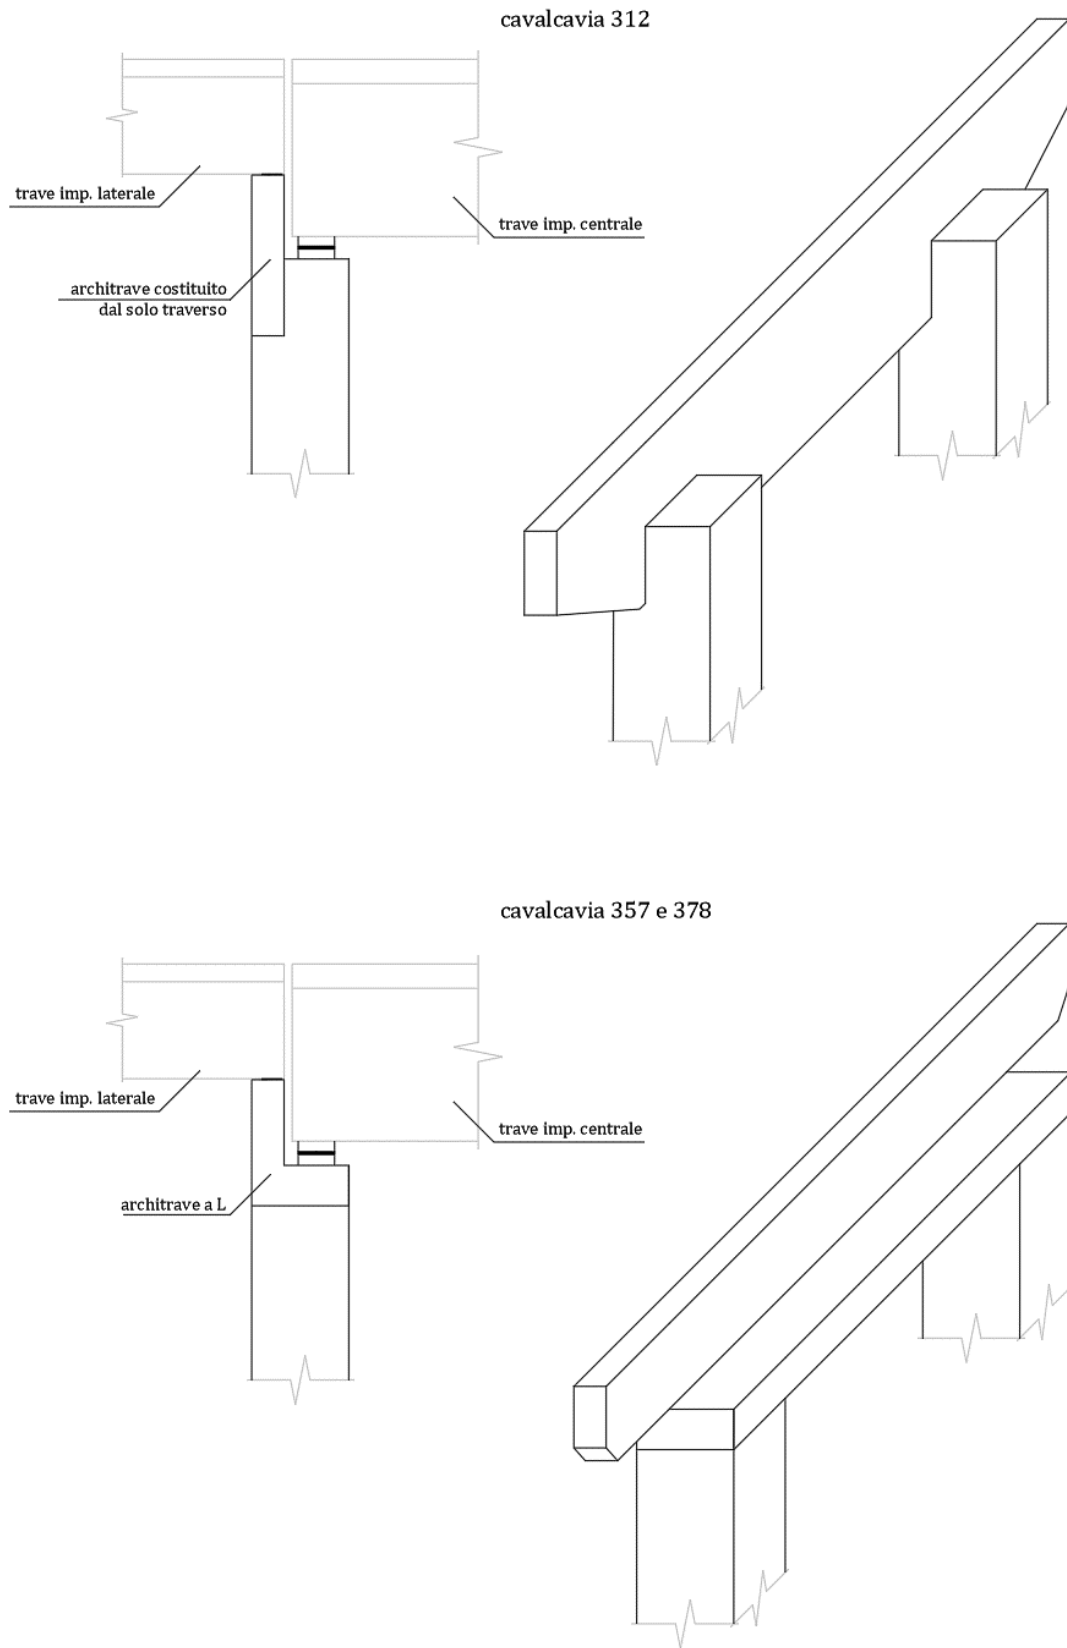 cavalcavia 312
trave imp. laterale
trave imp. centrale
architrave costituito
dal solo traverso
cavalcavia 357 e 378
trave imp. laterale
trave imp. centrale
architrave a L